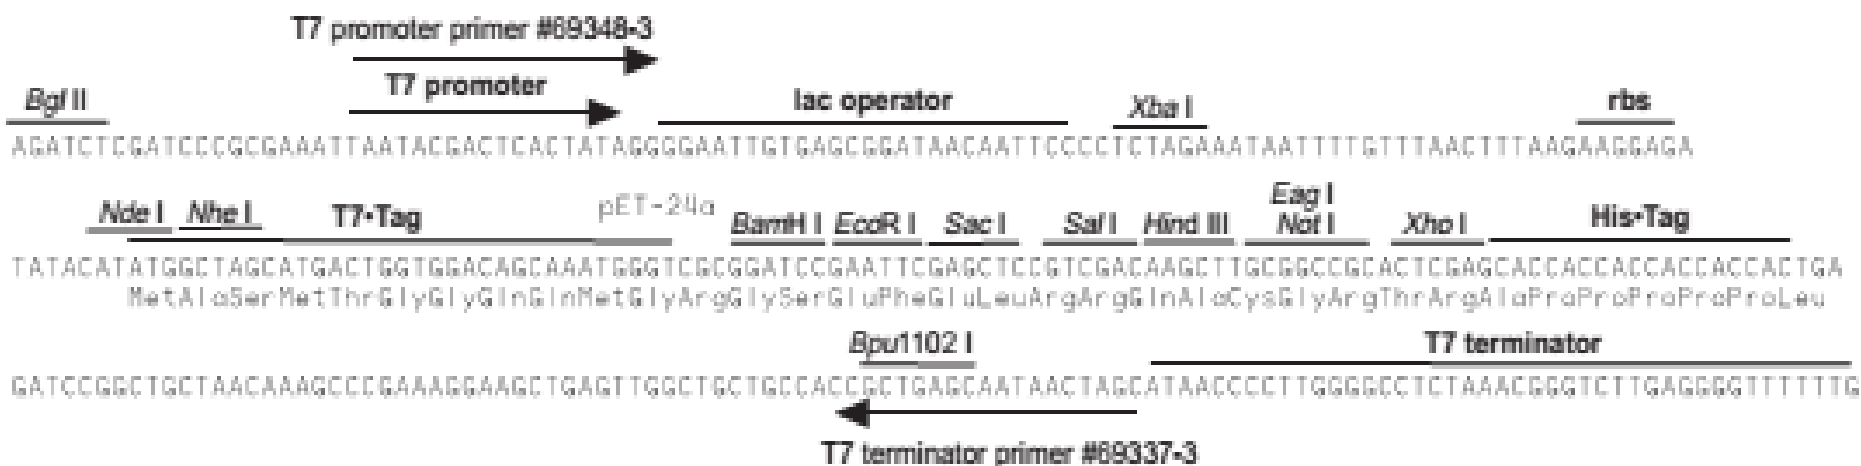 T7 promoter primer #69348-3
Bgl II T7 promoter lac operator Xba I rbs
AGATCTCGATCCCGCGAAATTAATACGACTCACTATAGGGGAATTGTGAGCGGATAACAATTCCCCTCTAGAAATAATTTTGTTTAACTTTAAGAAGGAGA
Eag I
Nde I Nhe I T7•Tag pET-24a BamH I EcoR I Sac I Sal I Hind III Not I Xho I His•Tag
TATACATATGGCTAGCATGACTGGTGGACAGCAAATGGGTCGCGGATCCGAATTCGAGCTCCGTCGACAAGCTTGCGGCCGCACTCGAGCACCACCACCACCACCACTGA
MetAlaSerMetThrGlyGlyGlnGlnMetGlyArgGlySerGluPheGluLeuArgArgGlnAlaCysGlyArgThrArgAlaProProProProProLeu
Bpu1102 I T7 terminator
GATCCGGCTGCTAACAAAGCCCGAAAGGAAGCTGAGTTGGCTGCTGCCACCGCTGAGCAATAACTAGCATAACCCCTTGGGGCCTCTAAACGGGTCTTGAGGGGTTTTTTG
T7 terminator primer #69337-3